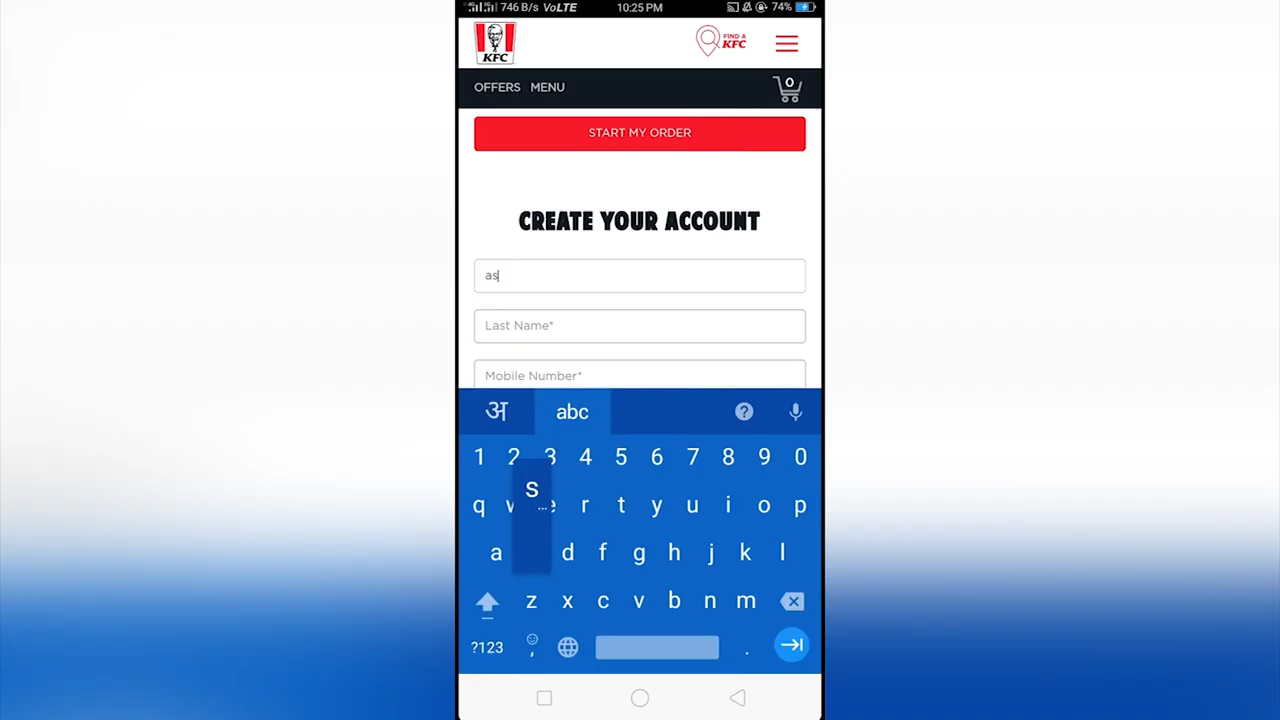 746 B/s VoLTE 10:25 PM 74%
KFC
FIND A
KFC
OFFERS MENU 0
START MY ORDER
CREATE YOUR ACCOUNT
as
Last Name*
Mobile Number*
अ abc ?
1 2 3 4 5 6 7 8 9 0
s
q w e r t y u i o p
a d f g h j k l
z x c v b n m
?123 , .